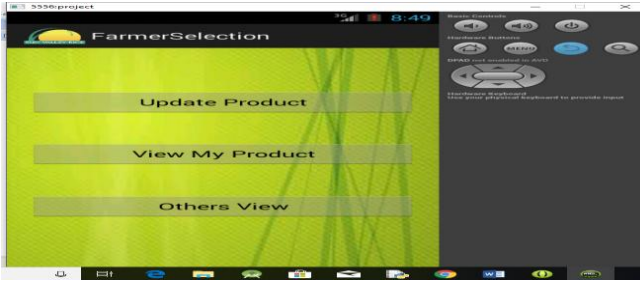 5556:project
3G 8:49
FarmerSelection
Update Product
View My Product
Others View
Basic Controls
Hardware Buttons
MENU
DPAD not enabled in AVD
Hardware Keyboard
Use your physical keyboard to provide input